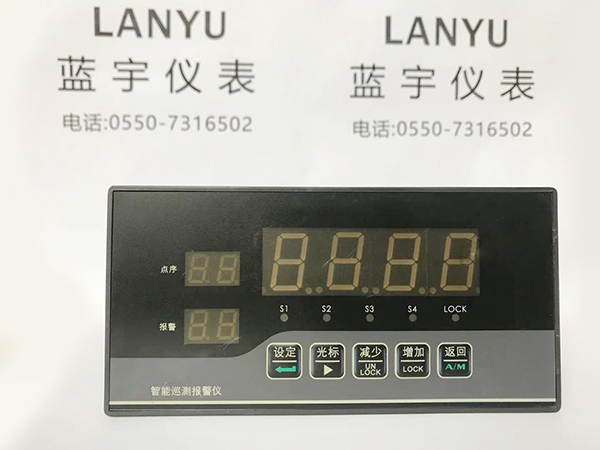 LANYU
蓝宇仪表
电话:0550-7316502
LANYU
蓝宇仪表
电话:0550-7316502
点序
报警
S1 S2 S3 S4 LOCK
设定 光标 减少 增加 返回
UN LOCK LOCK A/M
智能巡测报警仪